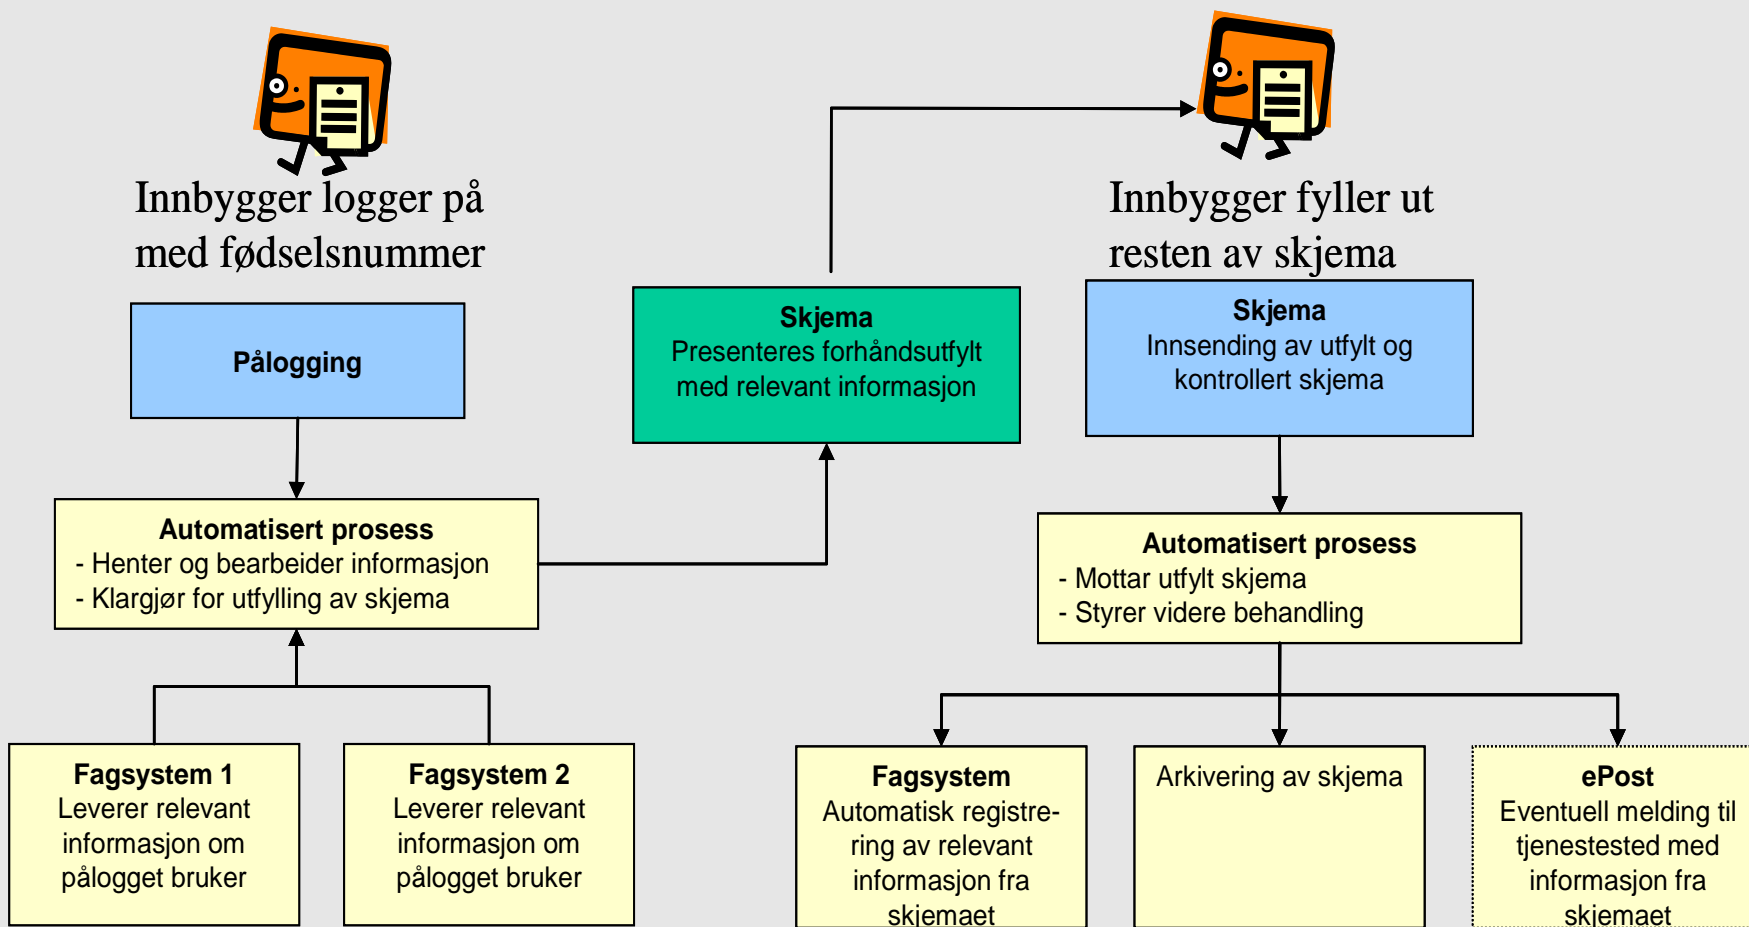 Innbygger logger på
med fødselsnummer
Pålogging
Automatisert prosess
- Henter og bearbeider informasjon
- Klargjør for utfylling av skjema
Fagsystem 1
Leverer relevant
informasjon om
pålogget bruker
Fagsystem 2
Leverer relevant
informasjon om
pålogget bruker
Skjema
Presenteres forhåndsutfylt
med relevant informasjon
Innbygger fyller ut
resten av skjema
Skjema
Innsending av utfylt og
kontrollert skjema
Automatisert prosess
- Mottar utfylt skjema
- Styrer videre behandling
Fagsystem
Automatisk registre-
ring av relevant
informasjon fra
skjemaet
Arkivering av skjema
ePost
Eventuell melding til
tjenestested med
informasjon fra
skjemaet